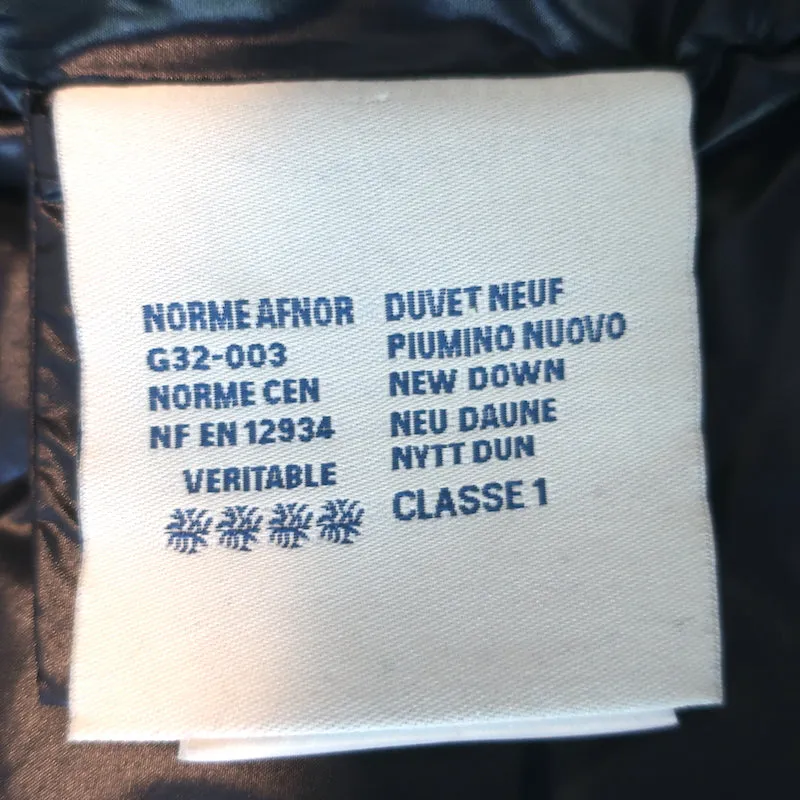 NORME AFNOR
G32-003
NORME CEN
NF EN 12934
VERITABLE
DUVET NEUF
PIUMINO NUOVO
NEW DOWN
NEU DAUNE
NYTT DUN
CLASSE 1